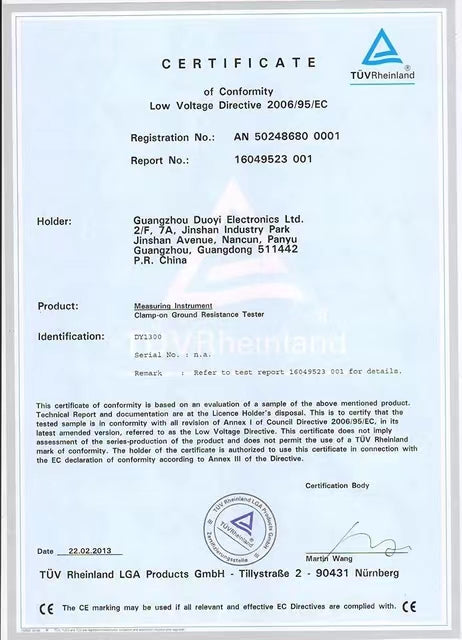 CERTIFICATE
TÜVRheinland
®
of Conformity
Low Voltage Directive 2006/95/EC
Registration No.: AN 50248680 0001
Report No.: 16049523 001
Holder: Guangzhou Duoyi Electronics Ltd.
2/F, 7A, Jinshan Industry Park
Jinshan Avenue, Nancun, Panyu
Guangzhou, Guangdong 511442
P.R. China
Product: Measuring Instrument
Clamp-on Ground Resistance Tester
Identification: DY1300
TÜVRheinland
Serial No. : n.a.
Remark : Refer to test report 16049523 001 for details.
This certificate of conformity is based on an evaluation of a sample of the above mentioned product.
Technical Report and documentation are at the Licence Holder's disposal. This is to certify that the
tested sample is in conformity with all revision of Annex I of Council Directive 2006/95/EC, in its
latest amended version, referred to as the Low Voltage Directive. This certificate does not imply
assessment of the series-production of the product and does not permit the use of a TÜV Rheinland
mark of conformity. The holder of the certificate is authorized to use this certificate in connection with
the EC declaration of conformity according to Annex III of the Directive.
Certification Body
TÜV Rheinland LGA Products GmbH
TÜVRheinland
Zertifizierungsstelle
Date 22.02.2013
Martin Wang
TÜV Rheinland LGA Products GmbH - Tillystraße 2 - 90431 Nürnberg
CE The CE marking may be used if all relevant and effective EC Directives are complied with. CE